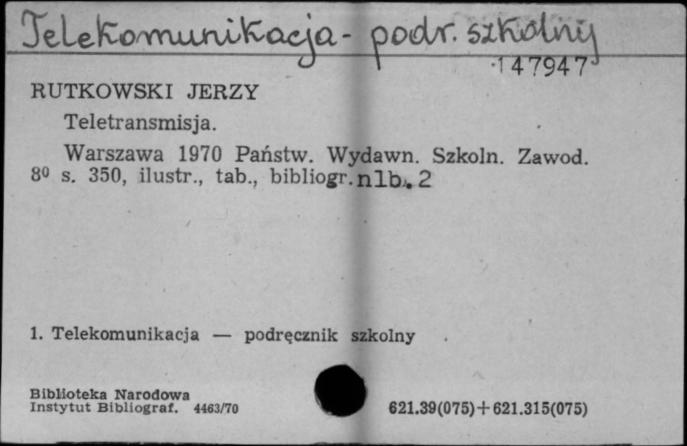 Telekomunikacja - podr. szkolny
147947
RUTKOWSKI JERZY
Teletransmisja.
Warszawa 1970 Państw. Wydawn. Szkoln. Zawod.
8⁰ s. 350, ilustr., tab., bibliogr. nlb. 2
1. Telekomunikacja — podręcznik szkolny
Biblioteka Narodowa
Instytut Bibliograf. 4463/70
621.39(075)+621.315(075)